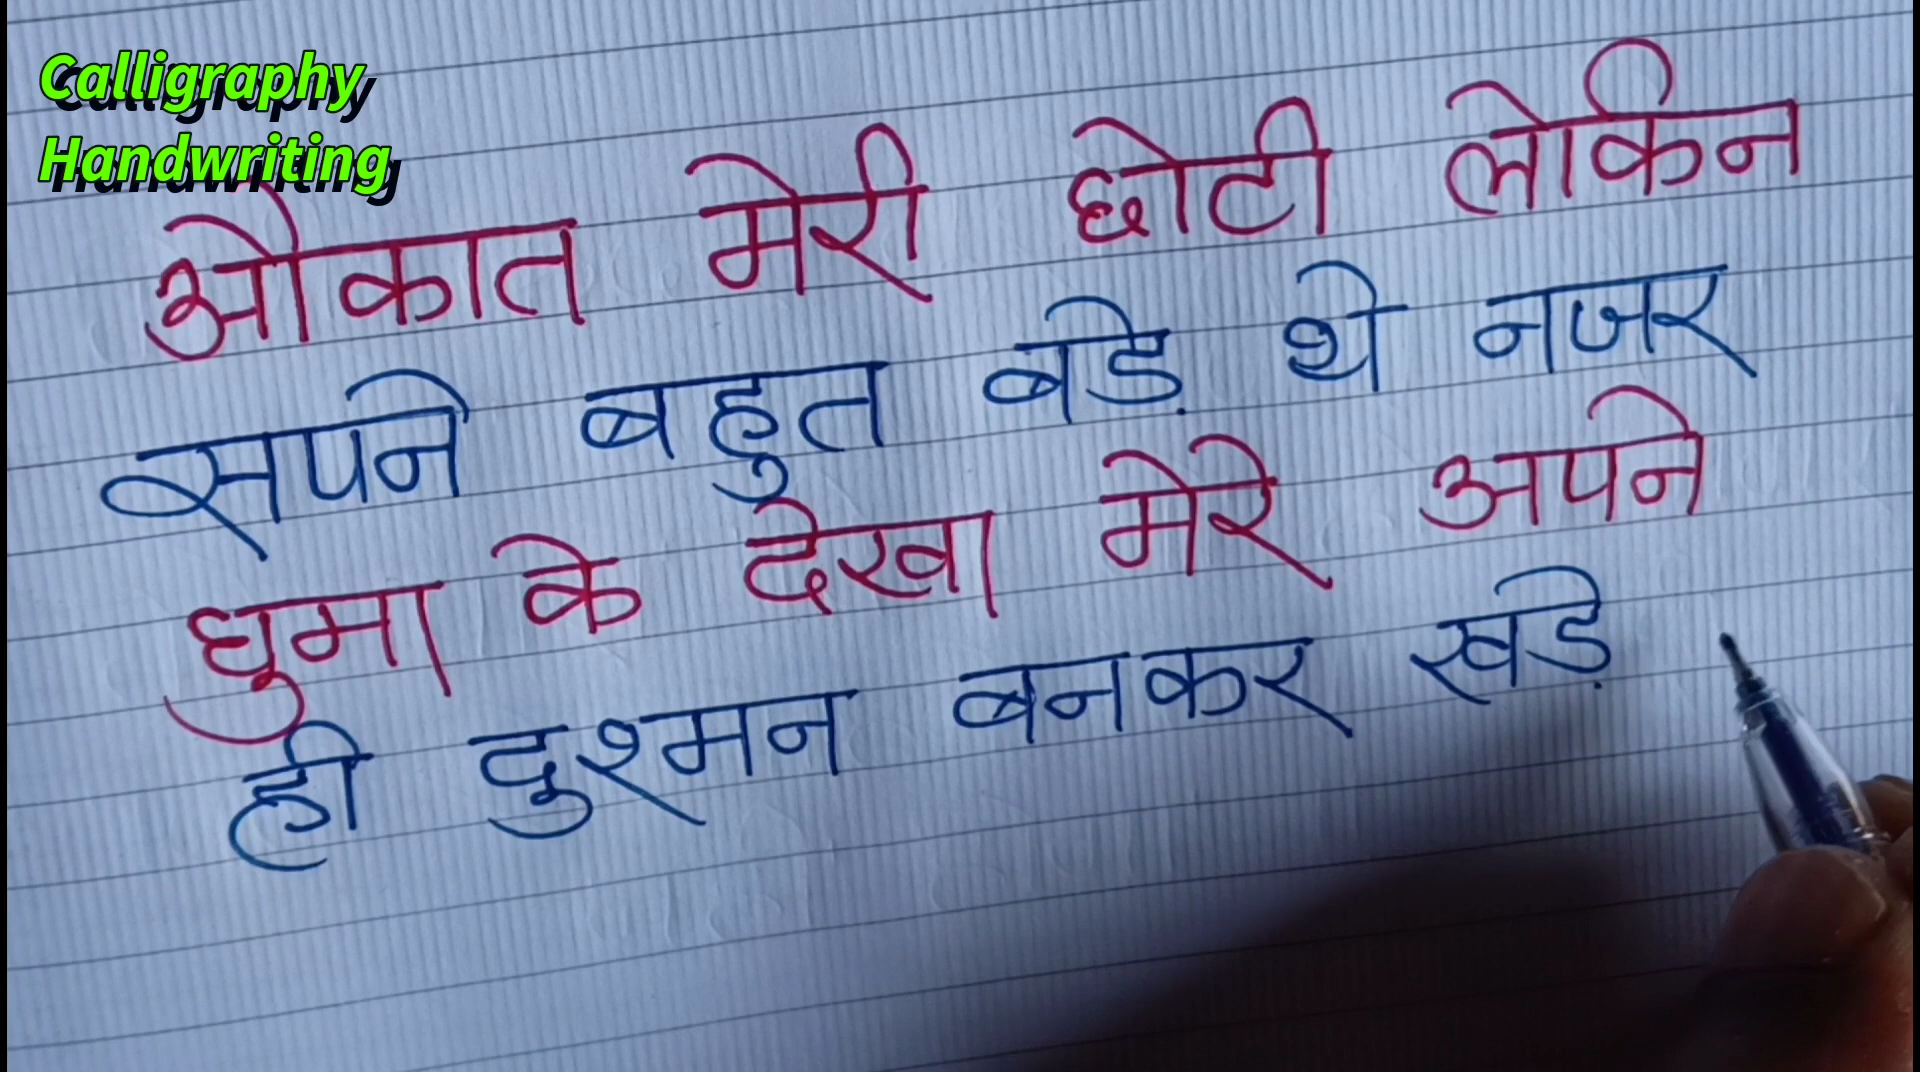 Calligraphy
Handwriting
औकात मेरी छोटी लेकिन
सपने बहुत बड़े थे नजर
घुमा के देखा मेरे अपने
ही दुश्मन बनकर खड़े